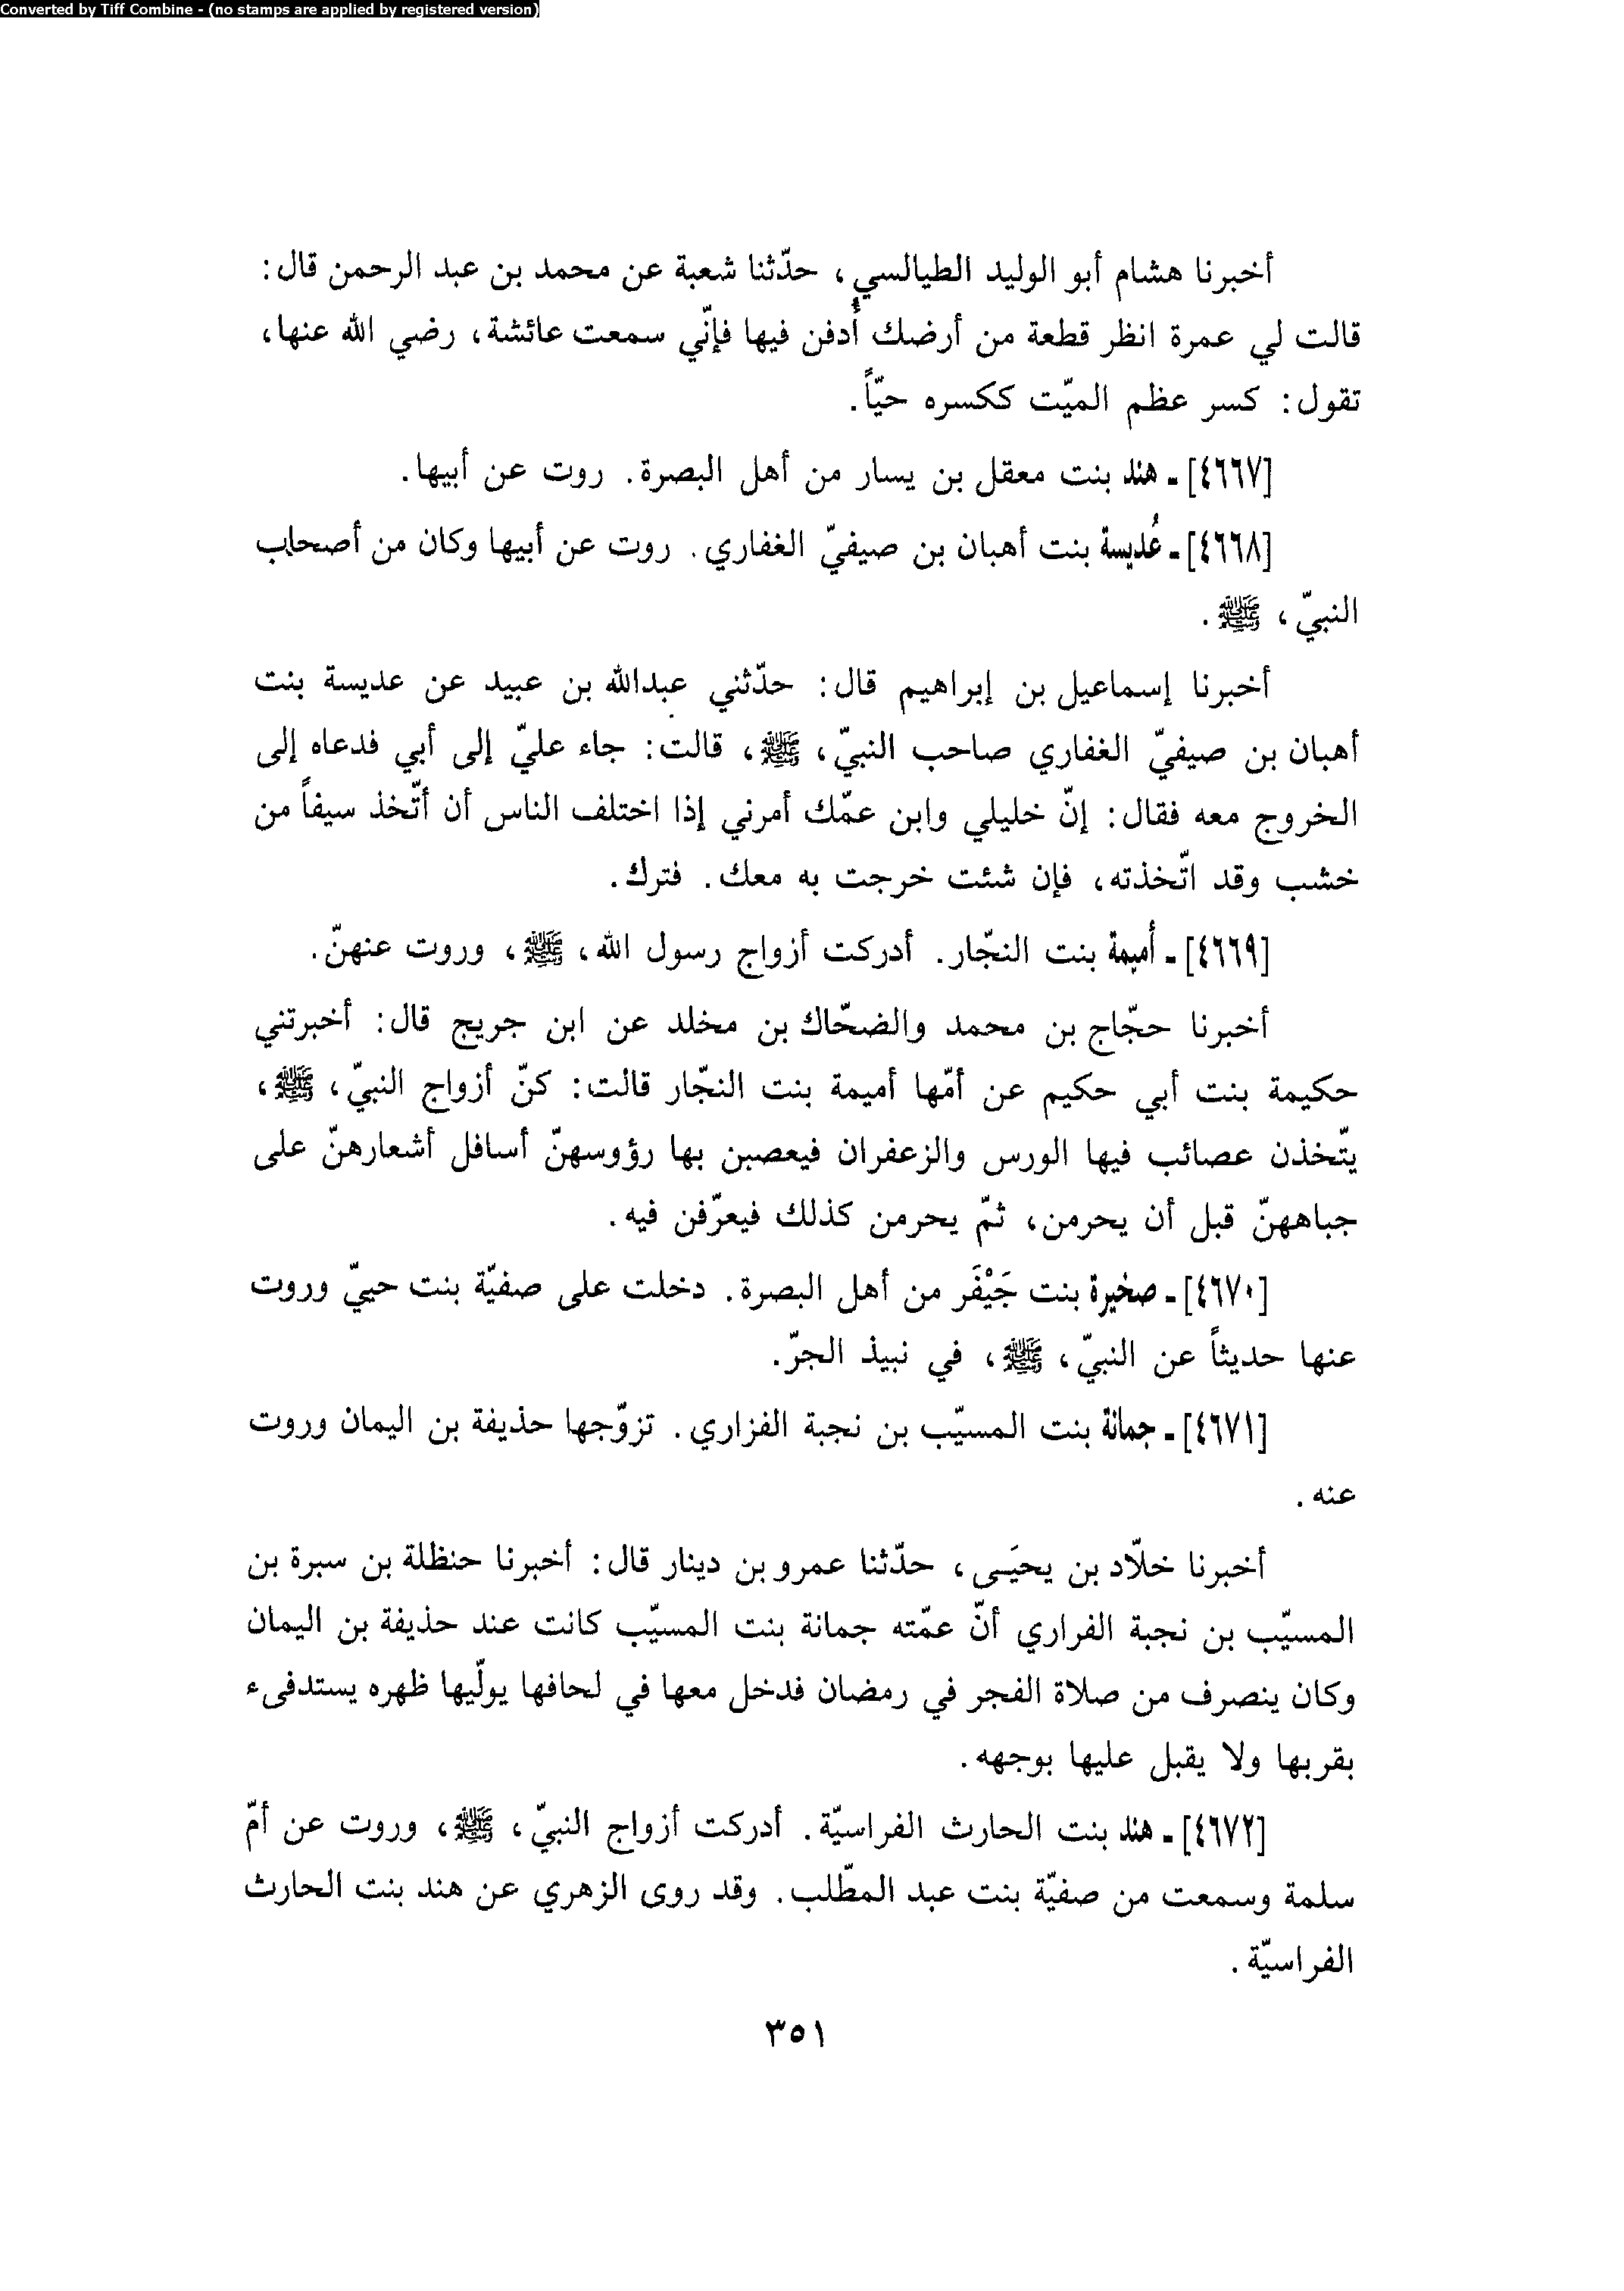 Converted by Tiff Combine - (no stamps are applied by registered version)
أخبرنا هشام أبو الوليد الطيالسي، حدّثنا شعبة عن محمد بن عبد الرحمن قال:
قالت لي عمرة انظر قطعة من أرضك أُدفن فيها فإنّي سمعت عائشة، رضي الله عنها،
تقول: كسر عظم الميّت ككسره حيّاً.
[٤٦٦٧] - هند بنت معقل بن يسار من أهل البصرة. روت عن أبيها.
[٤٦٦٨] - عُديسة بنت أهبان بن صيفيّ الغفاري. روت عن أبيها وكان من أصحاب
النبيّ، ﷺ.
أخبرنا إسماعيل بن إبراهيم قال: حدّثني عبدالله بن عبيد عن عديسة بنت
أهبان بن صيفيّ الغفاري صاحب النبيّ، ﷺ، قالت: جاء عليّ إلى أبي فدعاه إلى
الخروج معه فقال: إنّ خليلي وابن عمّك أمرني إذا اختلف الناس أن أتّخذ سيفاً من
خشب وقد اتّخذته، فإن شئت خرجت به معك. فترك.
[٤٦٦٩] - أُميمة بنت النجّار. أدركت أزواج رسول الله، ﷺ، وروت عنهنّ.
أخبرنا حجّاج بن محمد والضحّاك بن مخلد عن ابن جريج قال: أخبرتني
حكيمة بنت أبي حكيم عن أمّها أميمة بنت النجّار قالت: كنّ أزواج النبيّ، ﷺ،
يتّخذن عصائب فيها الورس والزعفران فيعصبن بها رؤوسهنّ أسافل أشعارهنّ على
جباههنّ قبل أن يحرمن، ثمّ يحرمن كذلك فيعرّفن فيه.
[٤٦٧٠] - صخيرة بنت جَيْفَر من أهل البصرة. دخلت على صفيّة بنت حييّ وروت
عنها حديثاً عن النبيّ، ﷺ، في نبيذ الجرّ.
[٤٦٧١] - جمانة بنت المسيّب بن نجبة الفزاري. تزوّجها حذيفة بن اليمان وروت
عنه.
أخبرنا خلّاد بن يحيَى، حدّثنا عمرو بن دينار قال: أخبرنا حنظلة بن سبرة بن
المسيّب بن نجبة الفراري أنّ عمّته جمانة بنت المسيّب كانت عند حذيفة بن اليمان
وكان ينصرف من صلاة الفجر في رمضان فدخل معها في لحافها يولّيها ظهره يستدفىء
بقربها ولا يقبل عليها بوجهه.
[٤٦٧٢] - هند بنت الحارث الفراسيّة. أدركت أزواج النبيّ، ﷺ، وروت عن أمّ
سلمة وسمعت من صفيّة بنت عبد المطّلب. وقد روى الزهري عن هند بنت الحارث
الفراسيّة.
٣٥١